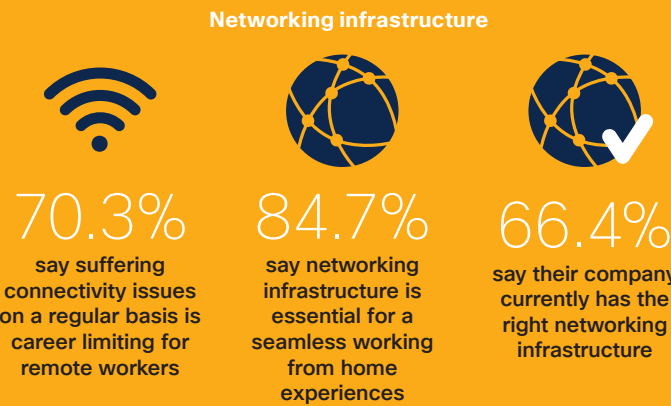 Networking infrastructure
70.3%
say suffering
connectivity issues
on a regular basis is
career limiting for
remote workers
84.7%
say networking
infrastructure is
essential for a
seamless working
from home
experiences
66.4%
say their company
currently has the
right networking
infrastructure